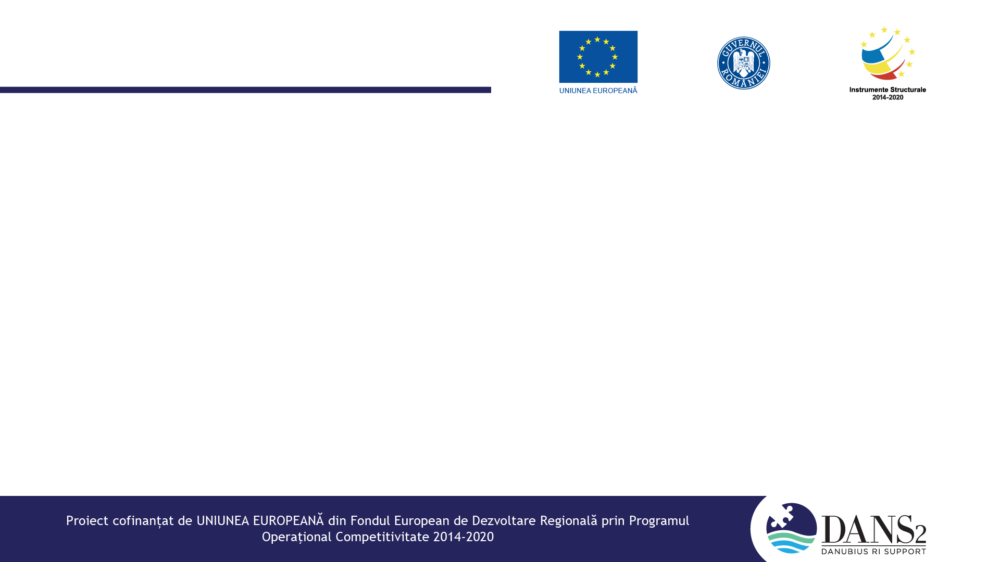 UNIUNEA EUROPEANĂ
GUVERNUL ROMÂNIEI
Instrumente Structurale
2014-2020
Proiect cofinanțat de UNIUNEA EUROPEANĂ din Fondul European de Dezvoltare Regională prin Programul
Operaţional Competitivitate 2014-2020
DANS2
DANUBIUS RI SUPPORT